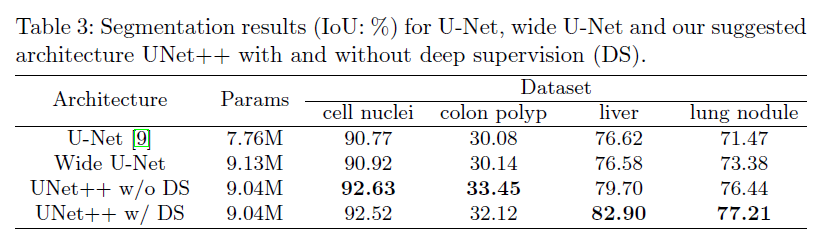 Table 3: Segmentation results (IoU: %) for U-Net, wide U-Net and our suggested
architecture UNet++ with and without deep supervision (DS).
Architecture Params Dataset
cell nuclei colon polyp liver lung nodule
U-Net [9] 7.76M 90.77 30.08 76.62 71.47
Wide U-Net 9.13M 90.92 30.14 76.58 73.38
UNet++ w/o DS 9.04M 92.63 33.45 79.70 76.44
UNet++ w/ DS 9.04M 92.52 32.12 82.90 77.21